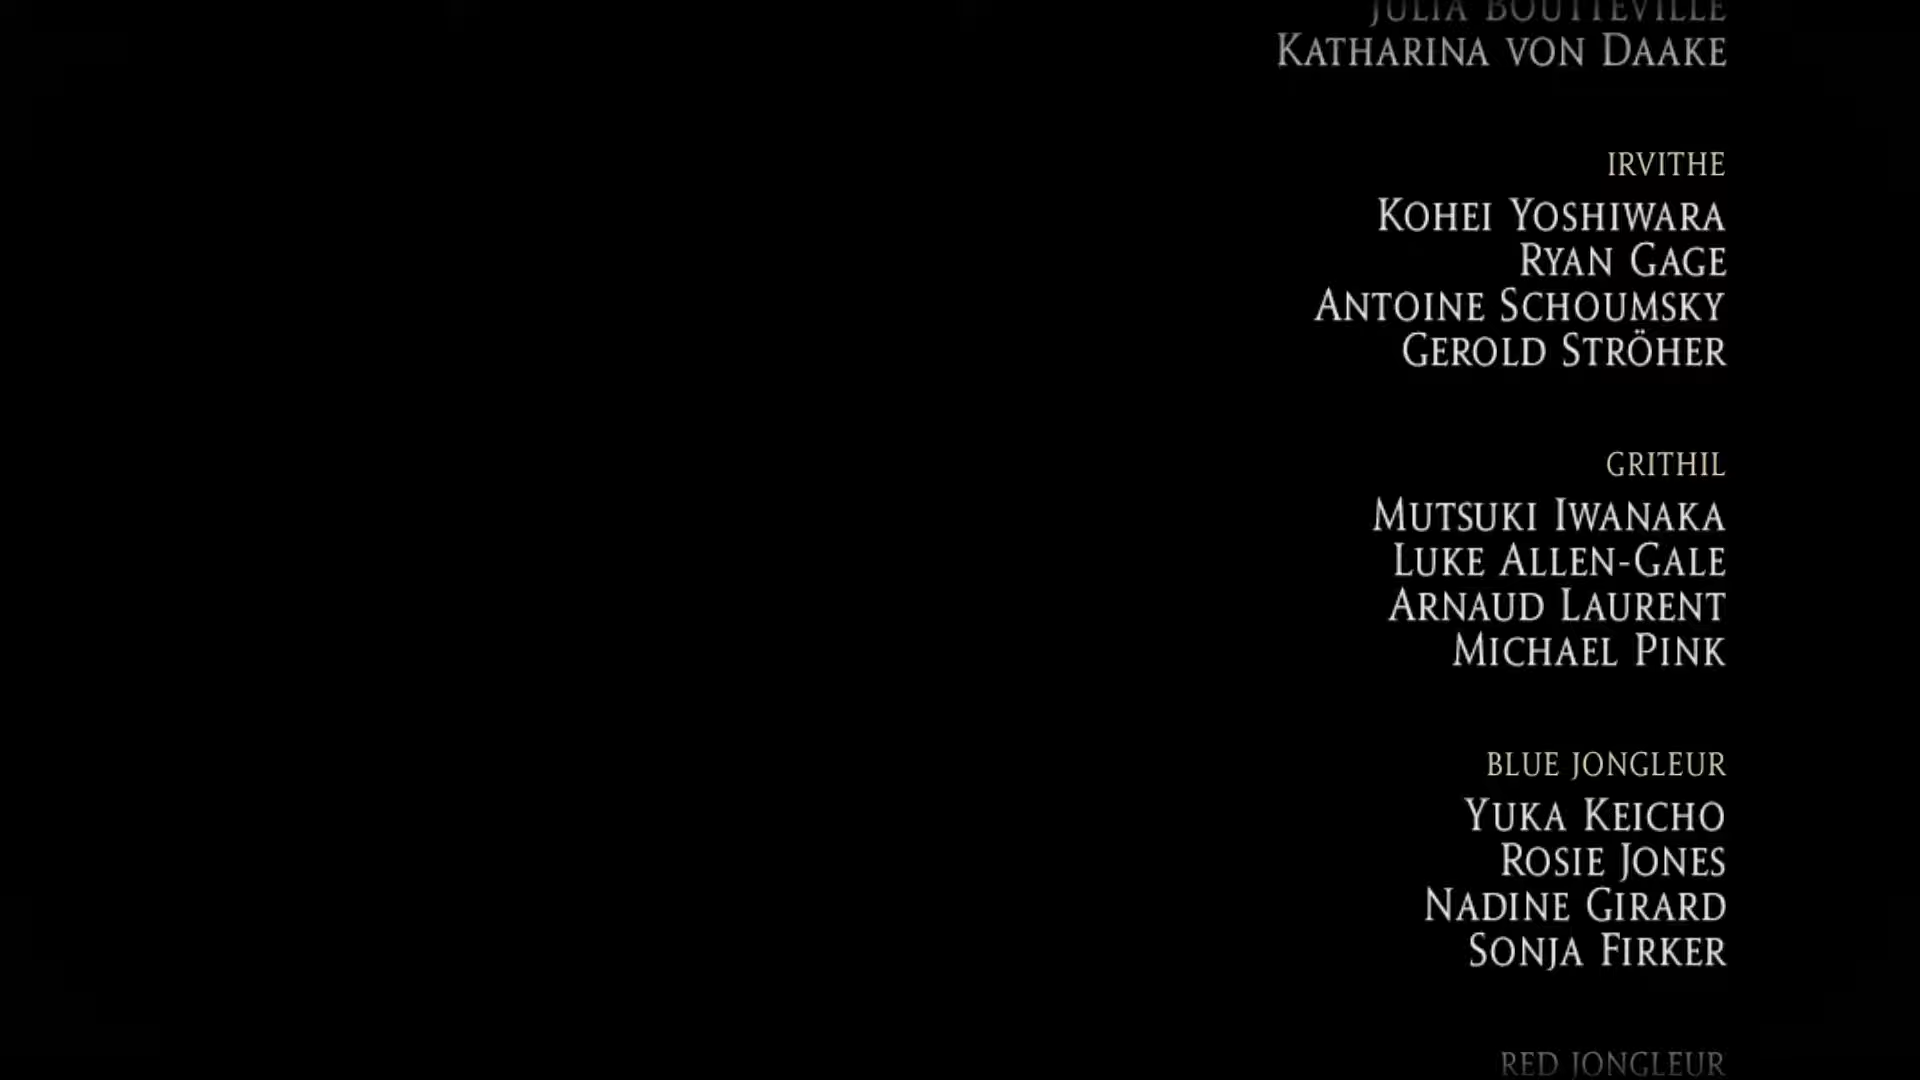 JULIA BOUTTEVILLE
KATHARINA VON DAAKE
IRVITHE
KOHEI YOSHIWARA
RYAN GAGE
ANTOINE SCHOUMSKY
GEROLD STRÖHER
GRITHIL
MUTSUKI IWANAKA
LUKE ALLEN-GALE
ARNAUD LAURENT
MICHAEL PINK
BLUE JONGLEUR
YUKA KEICHO
ROSIE JONES
NADINE GIRARD
SONJA FIRKER
RED JONGLEUR